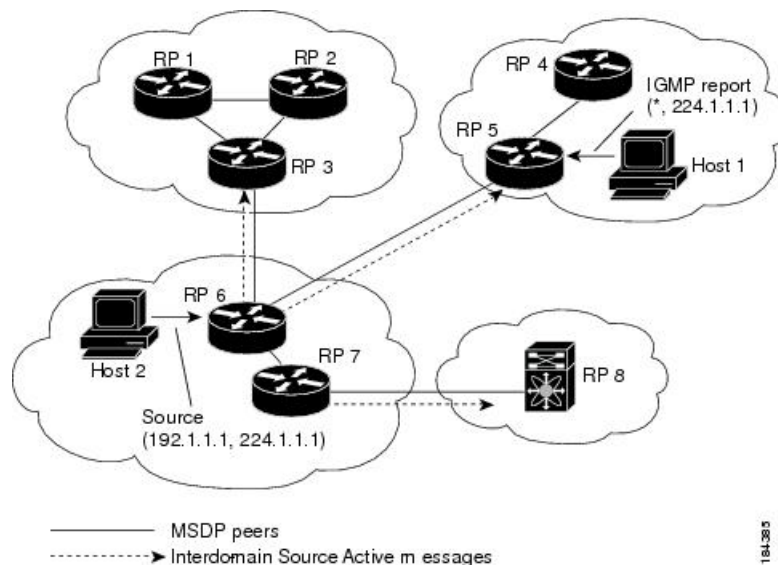 RP 1
RP 2
RP 3
RP 4
IGMP report
(*, 224.1.1.1)
RP 5
Host 1
RP 6
Host 2
RP 7
RP 8
Source
(192.1.1.1, 224.1.1.1)
MSDP peers
Interdomain Source Active messages
184385